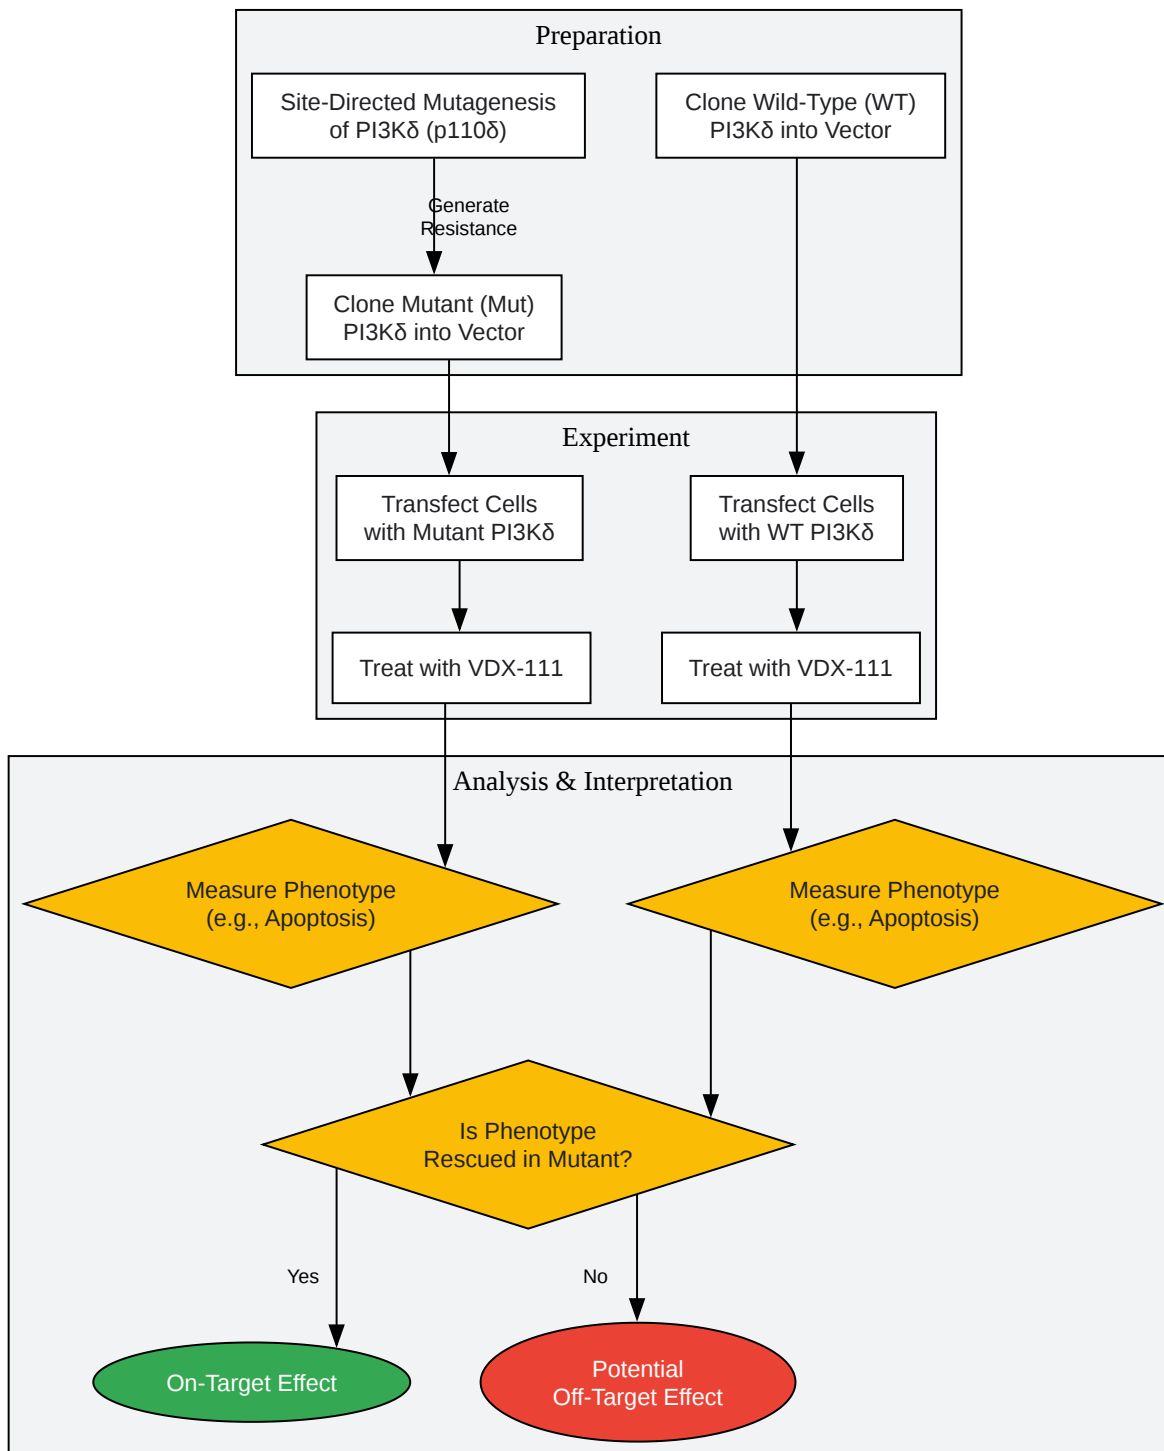 Preparation
Site-Directed Mutagenesis
of PI3Kδ (p110δ)
Clone Wild-Type (WT)
PI3Kδ into Vector
Generate
Resistance
Clone Mutant (Mut)
PI3Kδ into Vector
Experiment
Transfect Cells
with Mutant PI3Kδ
Transfect Cells
with WT PI3Kδ
Treat with VDX-111
Treat with VDX-111
Analysis & Interpretation
Measure Phenotype
(e.g., Apoptosis)
Measure Phenotype
(e.g., Apoptosis)
Is Phenotype
Rescued in Mutant?
Yes
No
On-Target Effect
Potential
Off-Target Effect